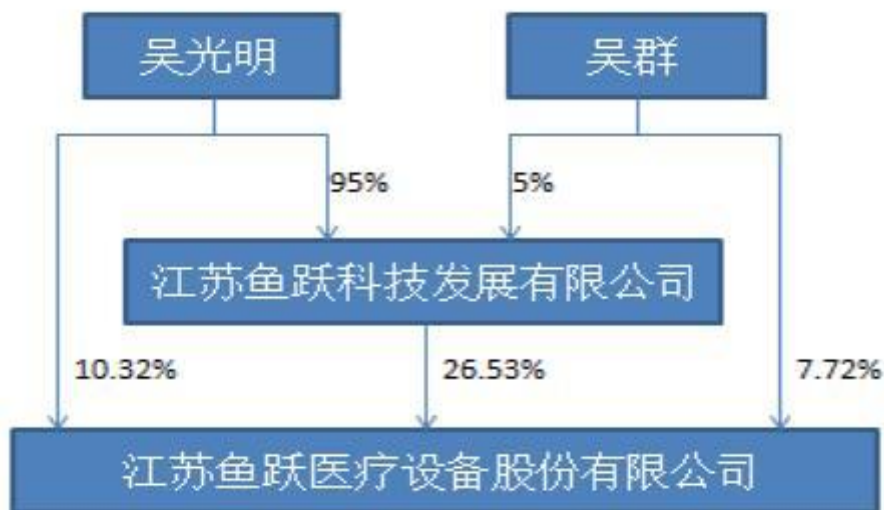 吴光明
吴群
95%
5%
江苏鱼跃科技发展有限公司
10.32%
26.53%
7.72%
江苏鱼跃医疗设备股份有限公司